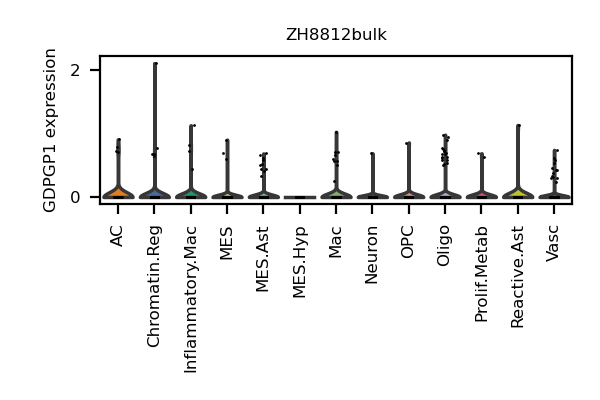 ZH8812bulk
GDPGP1 expression
2
0
AC
Chromatin.Reg
Inflammatory.Mac
MES
MES.Ast
MES.Hyp
Mac
Neuron
OPC
Oligo
Prolif.Metab
Reactive.Ast
Vasc